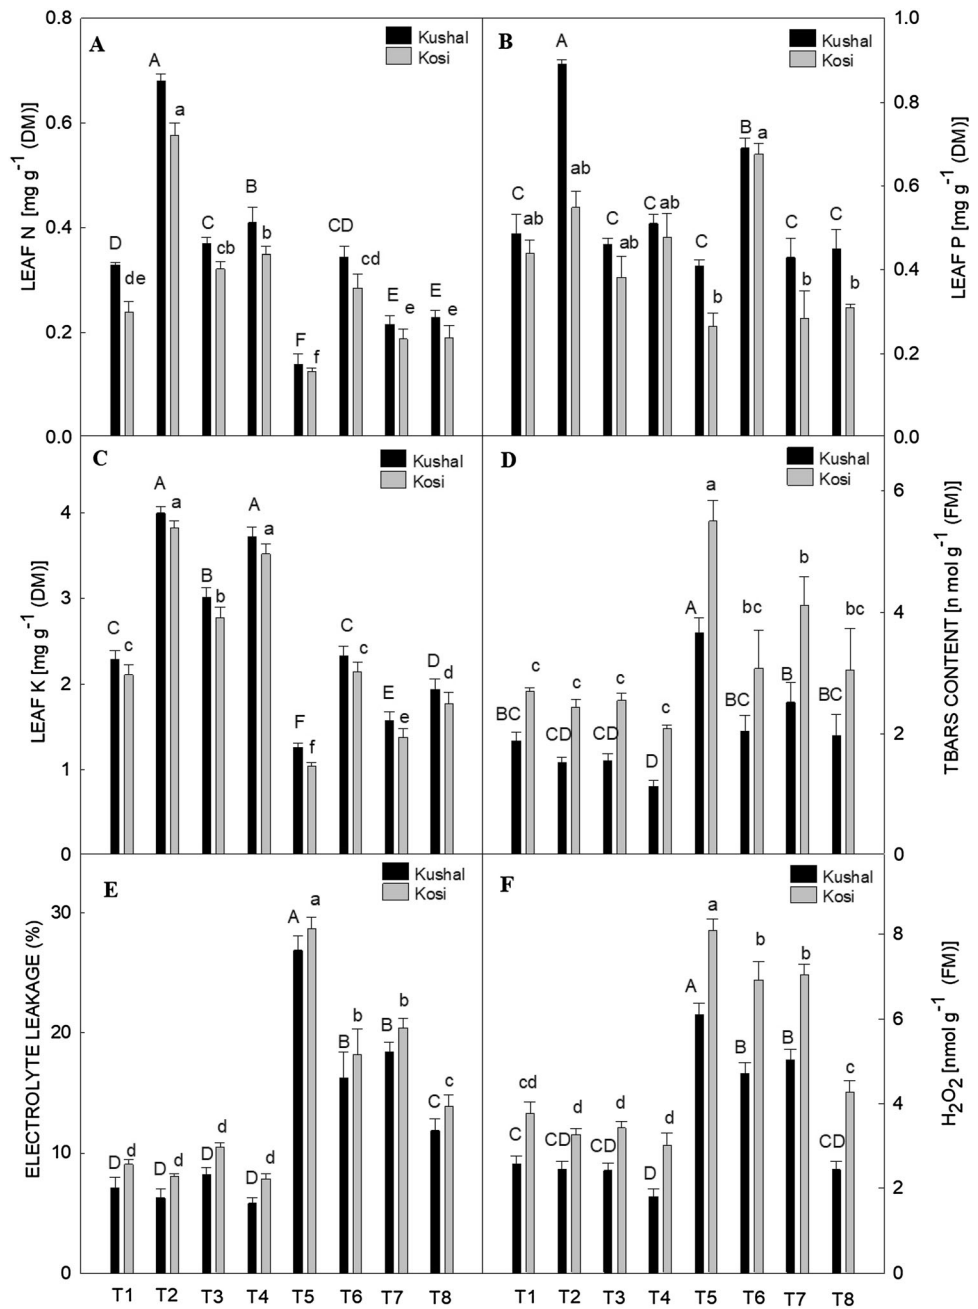 A
Kushal
Kosi
0.8
0.6
0.4
0.2
0.0
LEAF N [mg g⁻¹ (DM)]
D de
A a
C cb
B b
F f
CD cd
E e
E e
B
Kushal
Kosi
1.0
0.8
0.6
0.4
0.2
0.0
LEAF P [mg g⁻¹ (DM)]
C ab
A ab
C ab
C ab
C b
B a
C b
C b
C
Kushal
Kosi
4
3
2
1
0
LEAF K [mg g⁻¹ (DM)]
C c
A a
B b
A a
F f
C c
E e
D d
D
Kushal
Kosi
6
4
2
0
TBARS CONTENT [n mol g⁻¹ (FM)]
BC c
CD c
CD c
D c
A a
BC bc
B b
BC bc
E
Kushal
Kosi
30
20
10
0
ELECTROLYTE LEAKAGE (%)
D d
D d
D d
D d
A a
B b
B b
C c
T1 T2 T3 T4 T5 T6 T7 T8
F
Kushal
Kosi
8
6
4
2
0
H₂O₂ [nmol g⁻¹ (FM)]
C cd
CD d
CD d
D d
A a
B b
B b
CD c
T1 T2 T3 T4 T5 T6 T7 T8